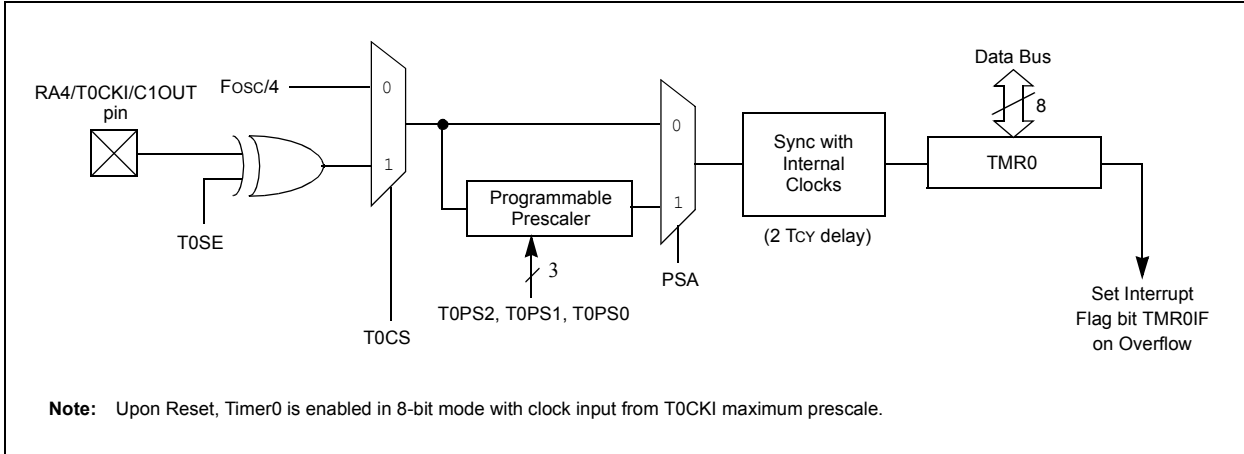 Data Bus
8
RA4/T0CKI/C1OUT
pin
FOSC/4
0
1
T0SE
T0CS
Programmable
Prescaler
3
T0PS2, T0PS1, T0PS0
0
1
PSA
Sync with
Internal
Clocks
(2 TCY delay)
TMR0
Set Interrupt
Flag bit TMR0IF
on Overflow
Note: Upon Reset, Timer0 is enabled in 8-bit mode with clock input from T0CKI maximum prescale.